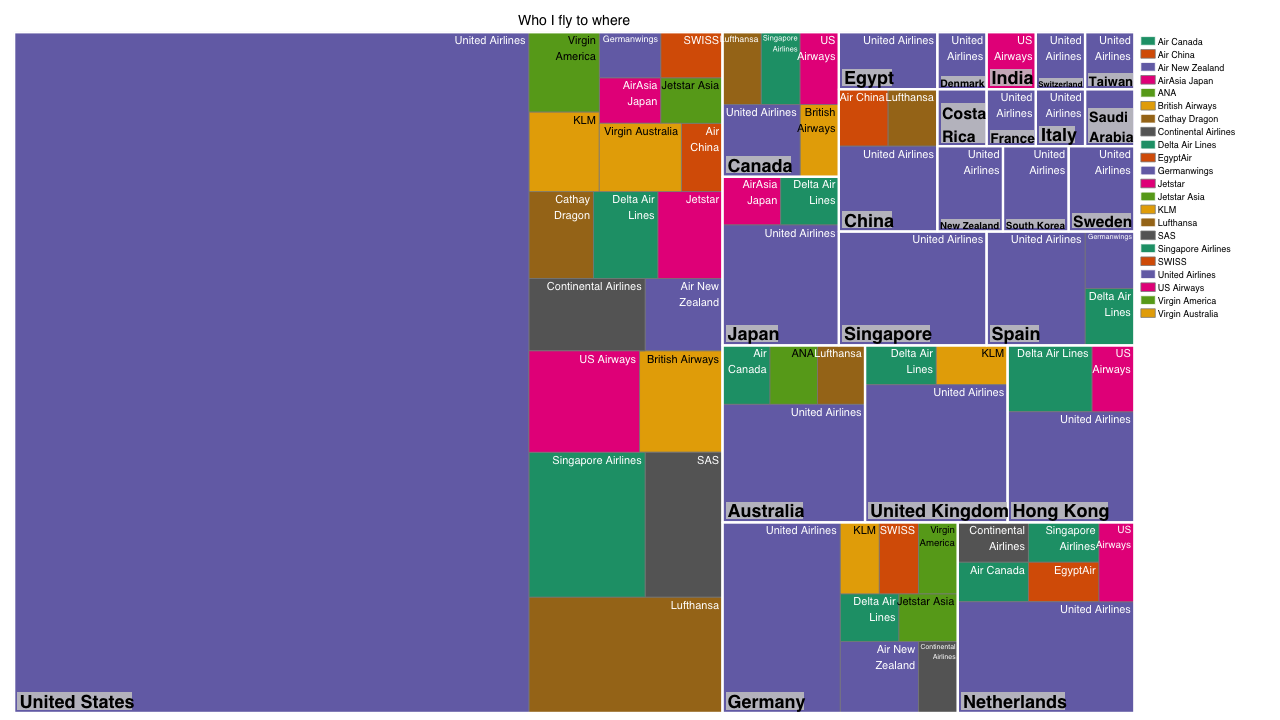 Who I fly to where
United Airlines
United States
Virgin
America
Germanwings
SWISS
AirAsia
Japan
Jetstar Asia
KLM
Virgin Australia
Air
China
Cathay
Dragon
Delta Air
Lines
Jetstar
Continental Airlines
Air New
Zealand
US Airways
British Airways
Singapore Airlines
SAS
Lufthansa
Lufthansa
Singapore
Airlines
US
Airways
United Airlines
British
Airways
Canada
AirAsia
Japan
Delta Air
Lines
United Airlines
Japan
United Airlines
Egypt
Air China
Lufthansa
United Airlines
China
United
Airlines
Denmark
US
Airways
India
United
Airlines
Switzerland
United
Airlines
Taiwan
Costa
Rica
United
Airlines
France
United
Airlines
Italy
Saudi
Arabia
United
Airlines
New Zealand
United
Airlines
South Korea
United
Airlines
Sweden
United Airlines
Singapore
United Airlines
Germanwings
Delta Air
Lines
Spain
Air
Canada
ANA
Lufthansa
United Airlines
Australia
Delta Air
Lines
KLM
United Airlines
United Kingdom
Delta Air Lines
US
Airways
United Airlines
Hong Kong
United Airlines
KLM
SWISS
Virgin
America
Delta Air
Lines
Jetstar Asia
Air New
Zealand
Continental
Airlines
Germany
Continental
Airlines
Singapore
Airlines
US
Airways
Air Canada
EgyptAir
United Airlines
Netherlands
Air Canada
Air China
Air New Zealand
AirAsia Japan
ANA
British Airways
Cathay Dragon
Continental Airlines
Delta Air Lines
EgyptAir
Germanwings
Jetstar
Jetstar Asia
KLM
Lufthansa
SAS
Singapore Airlines
SWISS
United Airlines
US Airways
Virgin America
Virgin Australia